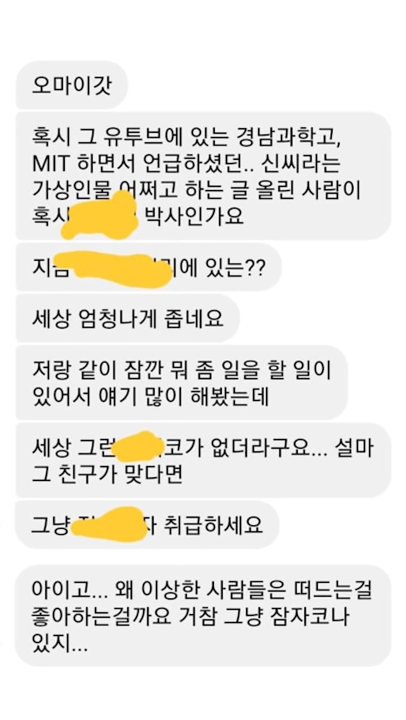 오마이갓
혹시 그 유투브에 있는 경남과학고,
MIT 하면서 언급하셨던.. 신씨라는
가상인물 어쩌고 하는 글 올린 사람이
혹시 박사인가요
지금 에 있는??
세상 엄청나게 좁네요
저랑 같이 잠깐 뭐 좀 일을 할 일이
있어서 얘기 많이 해봤는데
세상 그런 코가 없더라구요... 설마
그 친구가 맞다면
그냥 자 취급하세요
아이고... 왜 이상한 사람들은 떠드는걸
좋아하는걸까요 거참 그냥 잠자코나
있지...